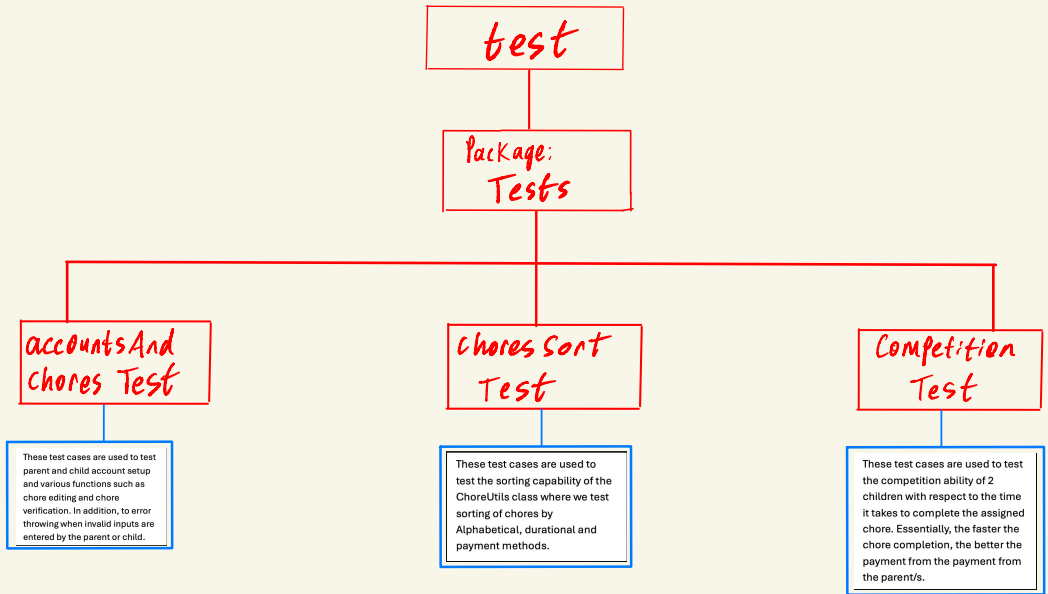 test
Package:
Tests
accountsAnd
Chores Test
Chores Sort
Test
Competition
Test
These test cases are used to test
parent and child account setup
and various functions such as
chore editing and chore
verification. In addition, to error
throwing when invalid inputs are
entered by the parent or child.
These test cases are used to
test the sorting capability of the
ChoreUtils class where we test
sorting of chores by
Alphabetical, durational and
payment methods.
These test cases are used to test
the competition ability of 2
children with respect to the time
it takes to complete the assigned
chore. Essentially, the faster the
chore completion, the better the
payment from the payment from
the parent/s.